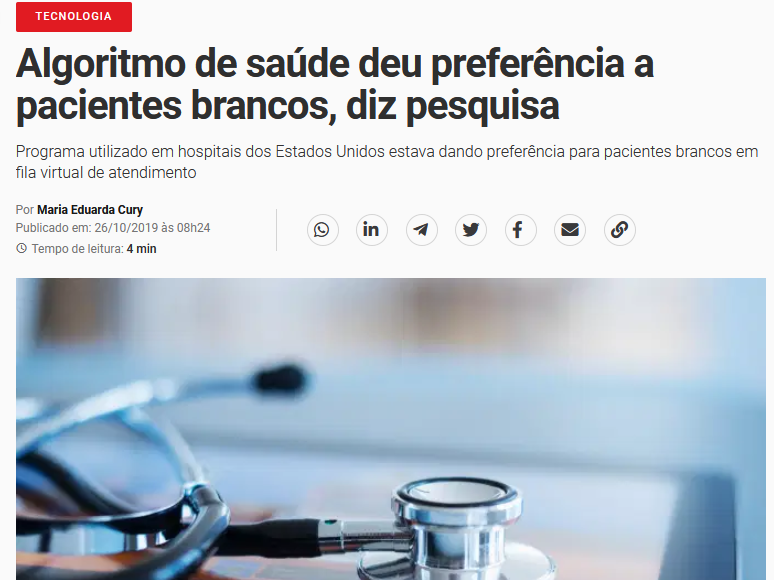 TECNOLOGIA
Algoritmo de saúde deu preferência a
pacientes brancos, diz pesquisa
Programa utilizado em hospitais dos Estados Unidos estava dando preferência para pacientes brancos em
fila virtual de atendimento
Por Maria Eduarda Cury
Publicado em: 26/10/2019 às 08h24
Tempo de leitura: 4 min